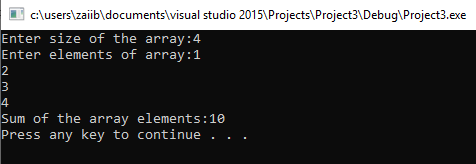 c:\users\zaiib\documents\visual studio 2015\Projects\Project3\Debug\Project3.exe
Enter size of the array:4
Enter elements of array:1
2
3
4
Sum of the array elements:10
Press any key to continue . . .